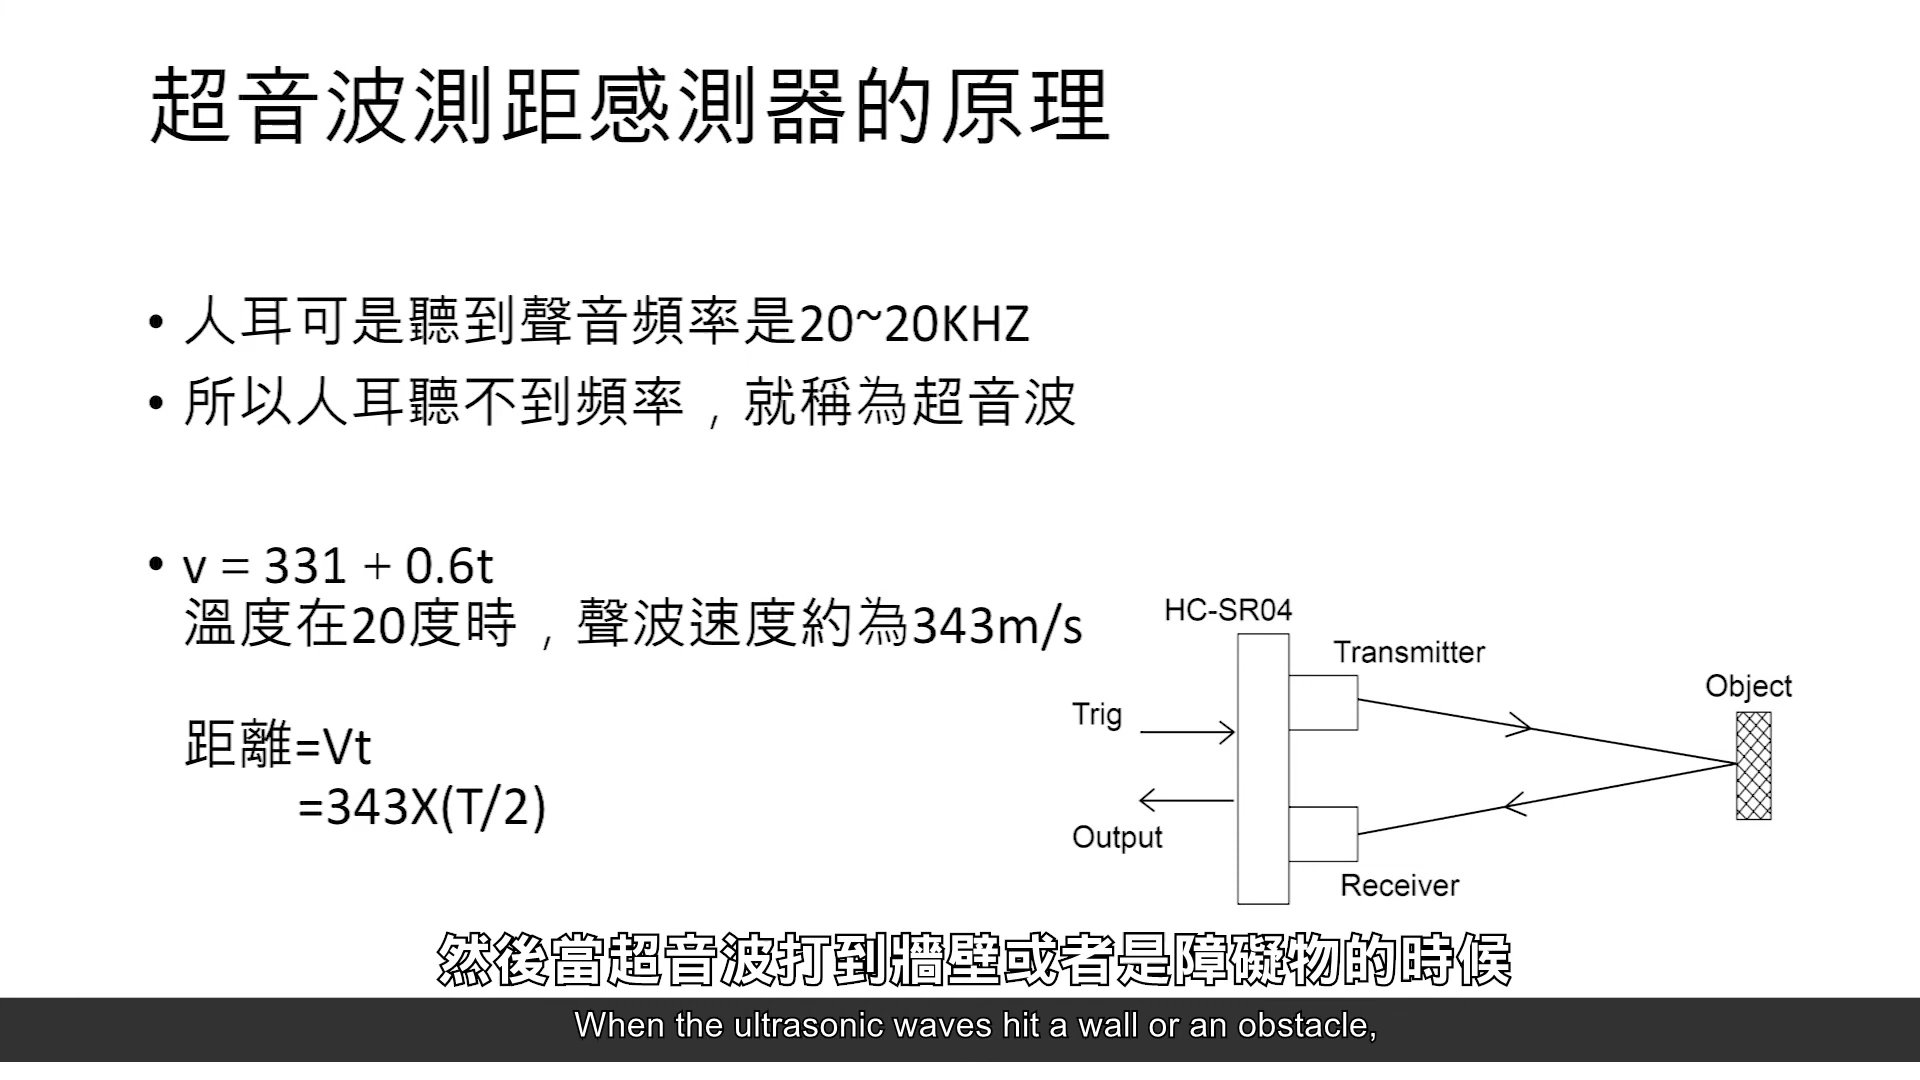 超音波測距感測器的原理
• 人耳可是聽到聲音頻率是20~20KHZ
• 所以人耳聽不到頻率，就稱為超音波
• v = 331 + 0.6t
溫度在20度時，聲波速度約為343m/s
距離=Vt
=343X(T/2)
HC-SR04
Transmitter
Object
Trig
Output
Receiver
然後當超音波打到牆壁或者是障礙物的時候
When the ultrasonic waves hit a wall or an obstacle,